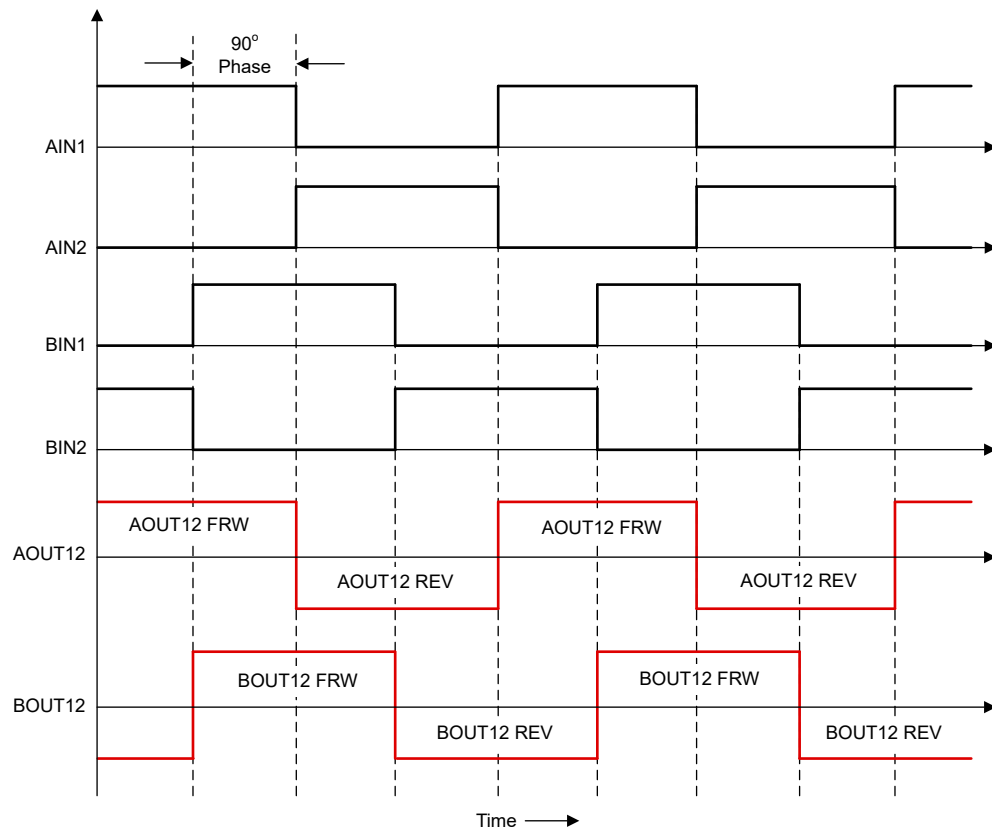 90o
Phase
AIN1
AIN2
BIN1
BIN2
AOUT12 FRW
AOUT12 FRW
AOUT12
AOUT12 REV
AOUT12 REV
BOUT12 FRW
BOUT12 FRW
BOUT12
BOUT12 REV
BOUT12 REV
Time